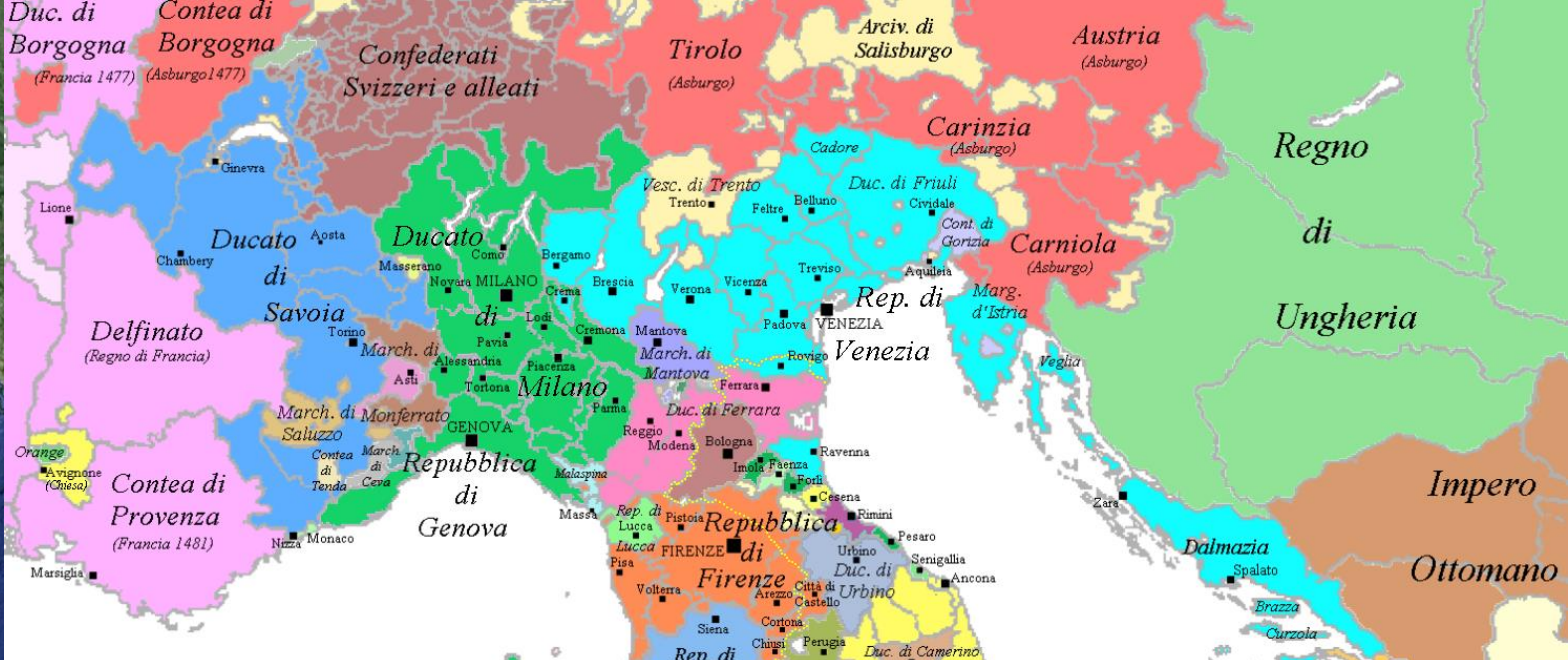 Duc. di
Borgogna
(Francia 1477)
Contea di
Borgogna
(Asburgo1477)
Confederati
Svizzeri e alleati
Tirolo
(Asburgo)
Arciv. di
Salisburgo
Austria
(Asburgo)
Carinzia
(Asburgo)
Regno
di
Ungheria
Cadore
Ginevra
Vesc. di Trento
Trento
Duc. di Friuli
Feltre
Belluno
Cividale
Cont. di
Gorizia
Carniola
(Asburgo)
Lione
Chambery
Ducato
di
Savoia
Aosta
Ducato
di
Milano
Como
Masserano
Novara
MILANO
Bergamo
Crema
Brescia
Verona
Vicenza
Treviso
Aquileia
Padova
VENEZIA
Rep. di
Venezia
Marg.
d'Istria
Veglia
Delfinato
(Regno di Francia)
Torino
March. di
Monferrato
Asti
Alessandria
Tortona
Pavia
Lodi
Cremona
Piacenza
Mantova
March. di
Mantova
Rovigo
Ferrara
Duc. di Ferrara
Parma
Reggio
Modena
Bologna
Imola
Faenza
Ravenna
Forlì
Cesena
Rimini
March. di
Saluzzo
GENOVA
Repubblica
di
Genova
Contea
di
Tenda
March.
di
Ceva
Malaspina
Massa
Orange
Avignone
(Chiesa)
Contea di
Provenza
(Francia 1481)
Nizza
Monaco
Marsiglia
Rep. di
Lucca
Lucca
Pistoia
Repubblica
di
Firenze
FIRENZE
Pisa
Volterra
Arezzo
Città di
Castello
Urbino
Duc. di
Urbino
Pesaro
Senigallia
Ancona
Siena
Rep. di
Cortona
Chiusi
Perugia
Duc. di Camerino
Zara
Dalmazia
Spalato
Brazza
Curzola
Impero
Ottomano